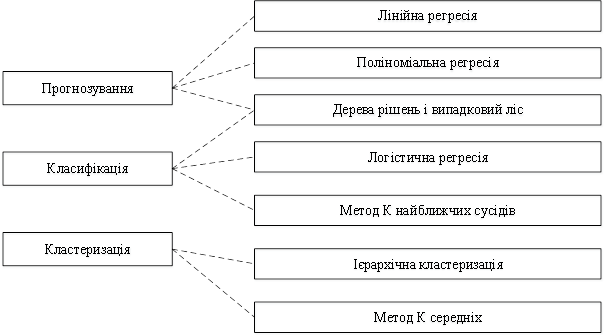 Лінійна регресія
Поліноміальна регресія
Прогнозування
Дерева рішень і випадковий ліс
Логістична регресія
Класифікація
Метод К найближчих сусідів
Кластеризація
Ієрархічна кластеризація
Метод К середніх